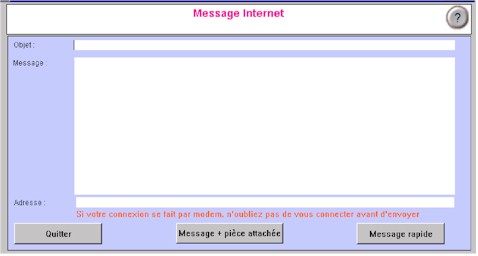 Message Internet
?
Objet :
Message :
Adresse :
Si votre connexion se fait par modem, n'oubliez pas de vous connecter avant d'envoyer
Quitter
Message + pièce attachée
Message rapide